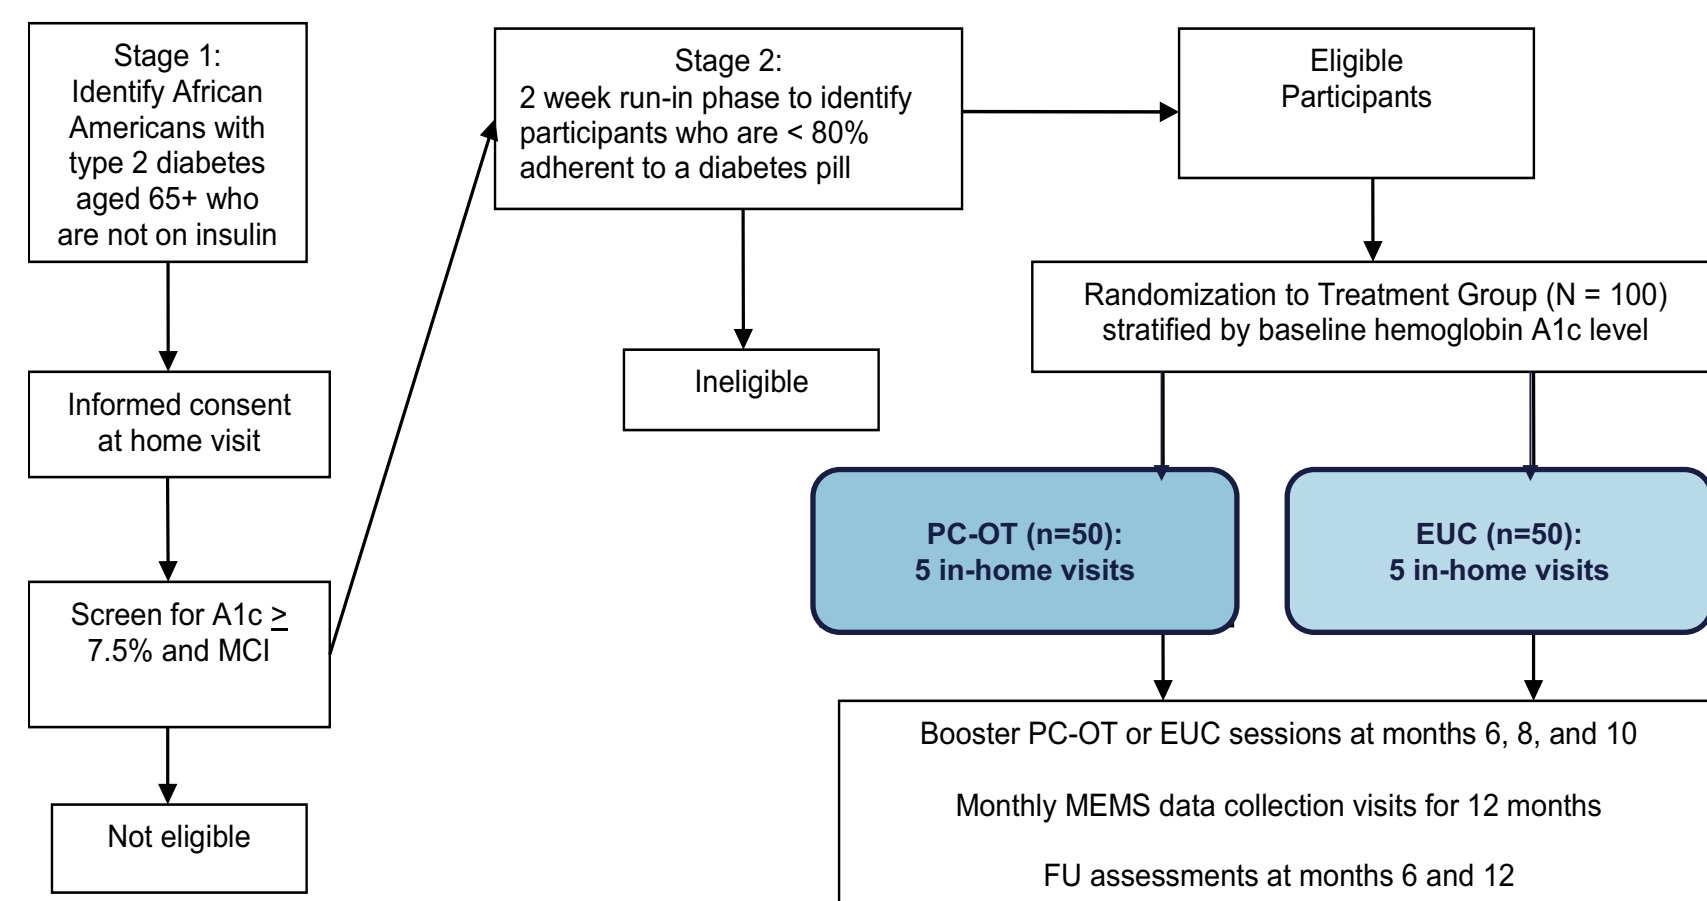 Stage 1:
Identify African
Americans with
type 2 diabetes
aged 65+ who
are not on insulin
Informed consent
at home visit
Screen for A1c ≥
7.5% and MCI
Not eligible
Stage 2:
2 week run-in phase to identify
participants who are < 80%
adherent to a diabetes pill
Ineligible
Eligible
Participants
Randomization to Treatment Group (N = 100)
stratified by baseline hemoglobin A1c level
PC-OT (n=50):
5 in-home visits
EUC (n=50):
5 in-home visits
Booster PC-OT or EUC sessions at months 6, 8, and 10
Monthly MEMS data collection visits for 12 months
FU assessments at months 6 and 12